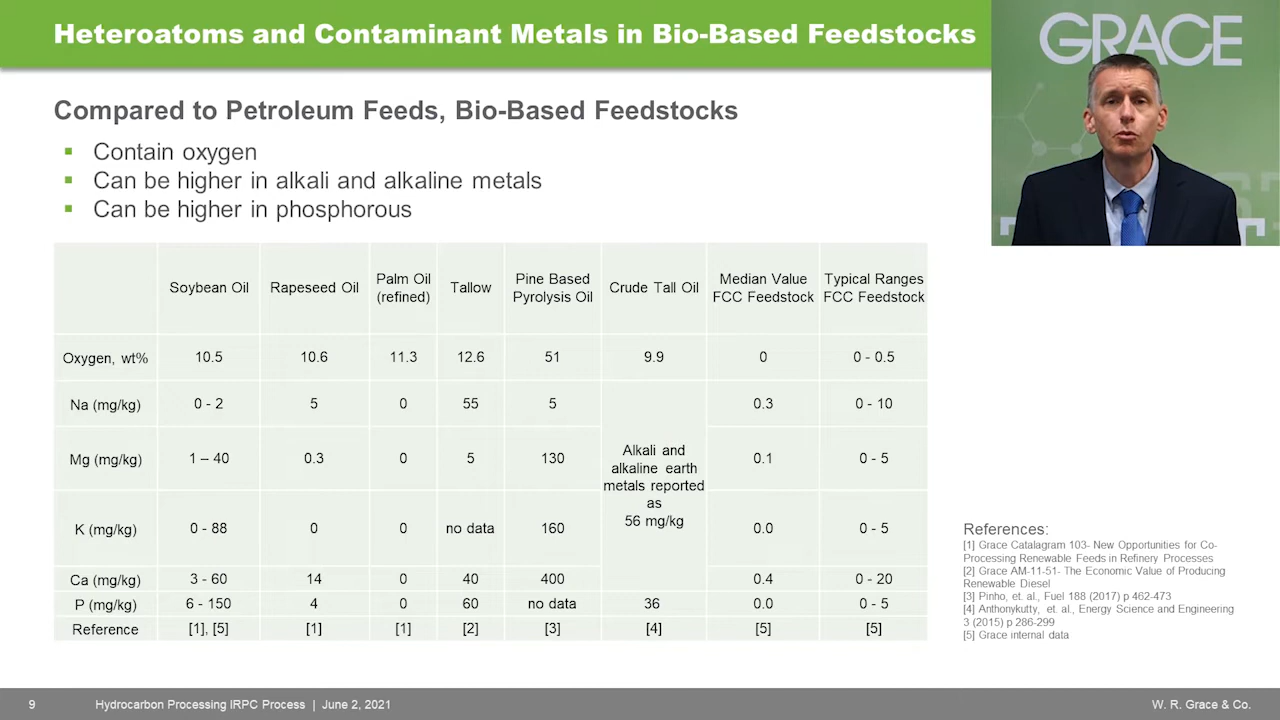 Heteroatoms and Contaminant Metals in Bio-Based Feedstocks
GRACE
Compared to Petroleum Feeds, Bio-Based Feedstocks
▪ Contain oxygen
▪ Can be higher in alkali and alkaline metals
▪ Can be higher in phosphorous
Soybean Oil Rapeseed Oil Palm Oil (refined) Tallow Pine Based Pyrolysis Oil Crude Tall Oil Median Value FCC Feedstock Typical Ranges FCC Feedstock
Oxygen, wt% 10.5 10.6 11.3 12.6 51 9.9 0 0 - 0.5
Na (mg/kg) 0 - 2 5 0 55 5 0.3 0 - 10
Mg (mg/kg) 1 – 40 0.3 0 5 130 0.1 0 - 5
Alkali and
alkaline earth
metals reported
as
56 mg/kg
K (mg/kg) 0 - 88 0 0 no data 160 0.0 0 - 5
Ca (mg/kg) 3 - 60 14 0 40 400 0.4 0 - 20
P (mg/kg) 6 - 150 4 0 60 no data 36 0.0 0 - 5
Reference [1], [5] [1] [1] [2] [3] [4] [5] [5]
References:
[1] Grace Catalagram 103- New Opportunities for Co-
Processing Renewable Feeds in Refinery Processes
[2] Grace AM-11-51- The Economic Value of Producing
Renewable Diesel
[3] Pinho, et. al., Fuel 188 (2017) p 462-473
[4] Anthonykutty, et. al., Energy Science and Engineering
3 (2015) p 286-299
[5] Grace internal data
9 Hydrocarbon Processing IRPC Process | June 2, 2021 W. R. Grace & Co.